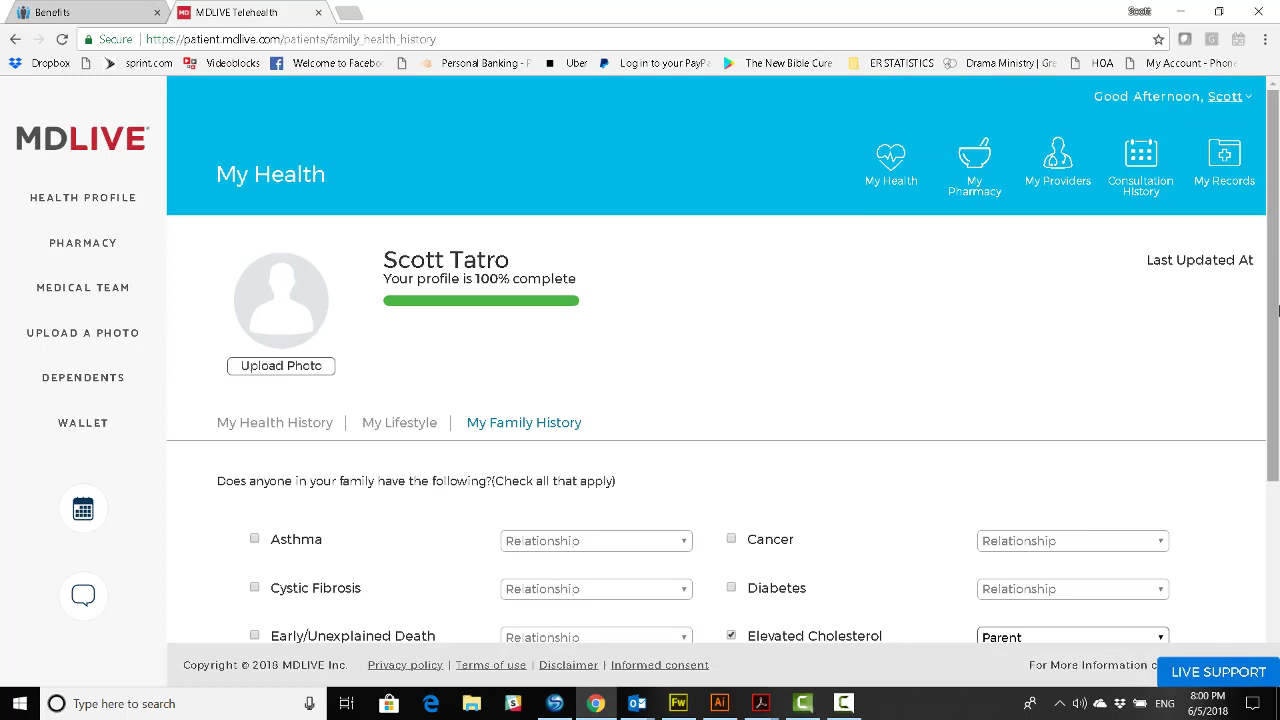 Benefits
MD MDLIVE Telehealth
Scott
Secure
https://patient.mdlive.com/patients/family_health_history
Dropbox
sprint.com
Videoblocks
Welcome to Facebo
Personal Banking - P
Uber
Log in to your PayPa
The New Bible Cure
ER STATISTICS
Drama Ministry | Gre
HOA
My Account - Phone
MDLIVE
Good Afternoon, Scott
My Health
My Health
My Pharmacy
My Providers
Consultation History
My Records
HEALTH PROFILE
PHARMACY
MEDICAL TEAM
UPLOAD A PHOTO
DEPENDENTS
WALLET
Scott Tatro
Your profile is 100% complete
Last Updated At
Upload Photo
My Health History | My Lifestyle | My Family History
Does anyone in your family have the following?(Check all that apply)
Asthma Relationship Cancer Relationship
Cystic Fibrosis Relationship Diabetes Relationship
Early/Unexplained Death Relationship Elevated Cholesterol Parent
Copyright © 2018 MDLIVE Inc. Privacy policy | Terms of use | Disclaimer | Informed consent
For More Information c
LIVE SUPPORT
Type here to search
Fw
Ai
ENG
8:00 PM
6/5/2018